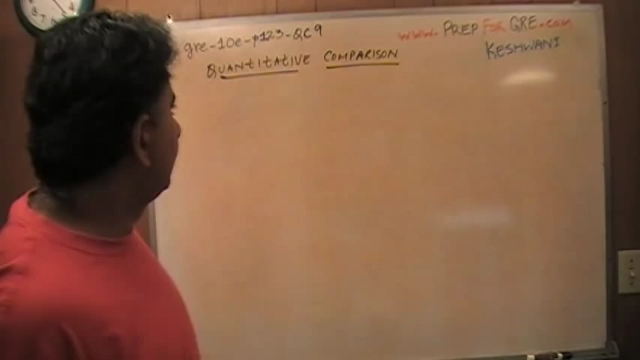 gre-10e-p123-QC9
www.PREPFORGRE.com
KESHWANI
QUANTITATIVE COMPARISON